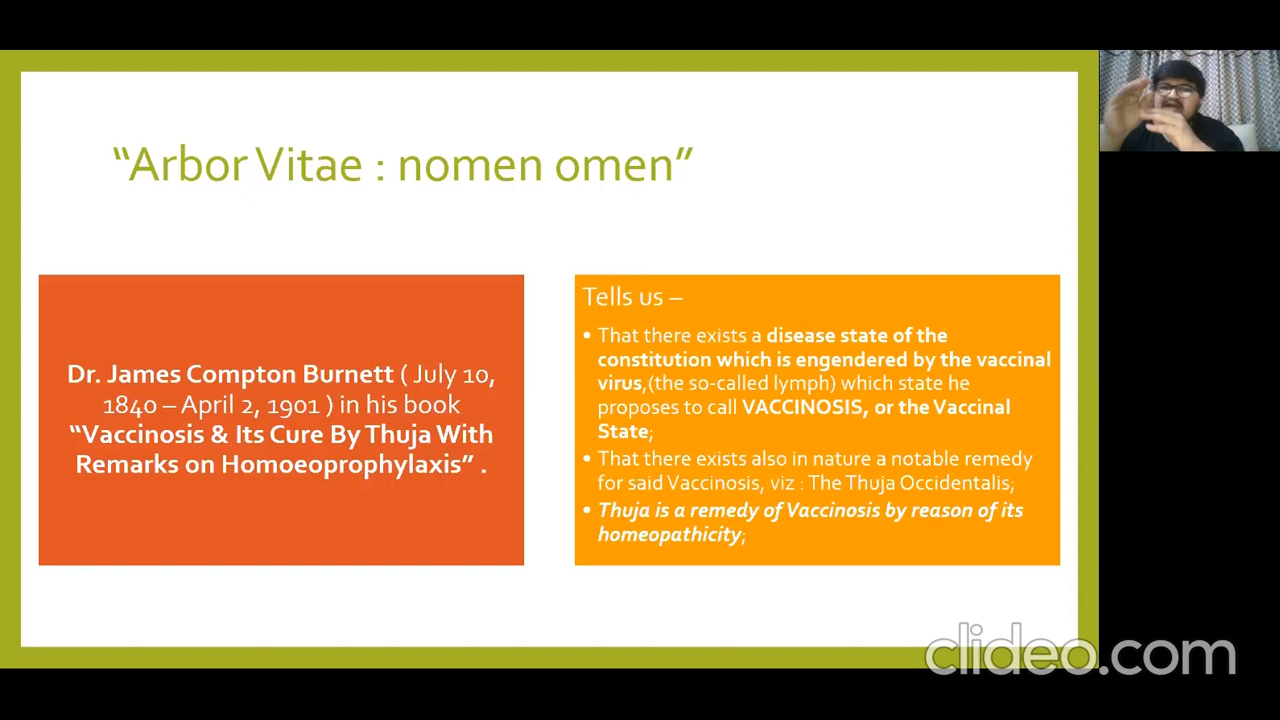 “Arbor Vitae : nomen omen”
Dr. James Compton Burnett ( July 10,
1840 – April 2, 1901 ) in his book
“Vaccinosis & Its Cure By Thuja With
Remarks on Homoeoprophylaxis” .
Tells us –
• That there exists a disease state of the
constitution which is engendered by the vaccinal
virus,(the so-called lymph) which state he
proposes to call VACCINOSIS, or the Vaccinal
State;
• That there exists also in nature a notable remedy
for said Vaccinosis, viz : The Thuja Occidentalis;
• Thuja is a remedy of Vaccinosis by reason of its
homeopathicity;
clideo.com